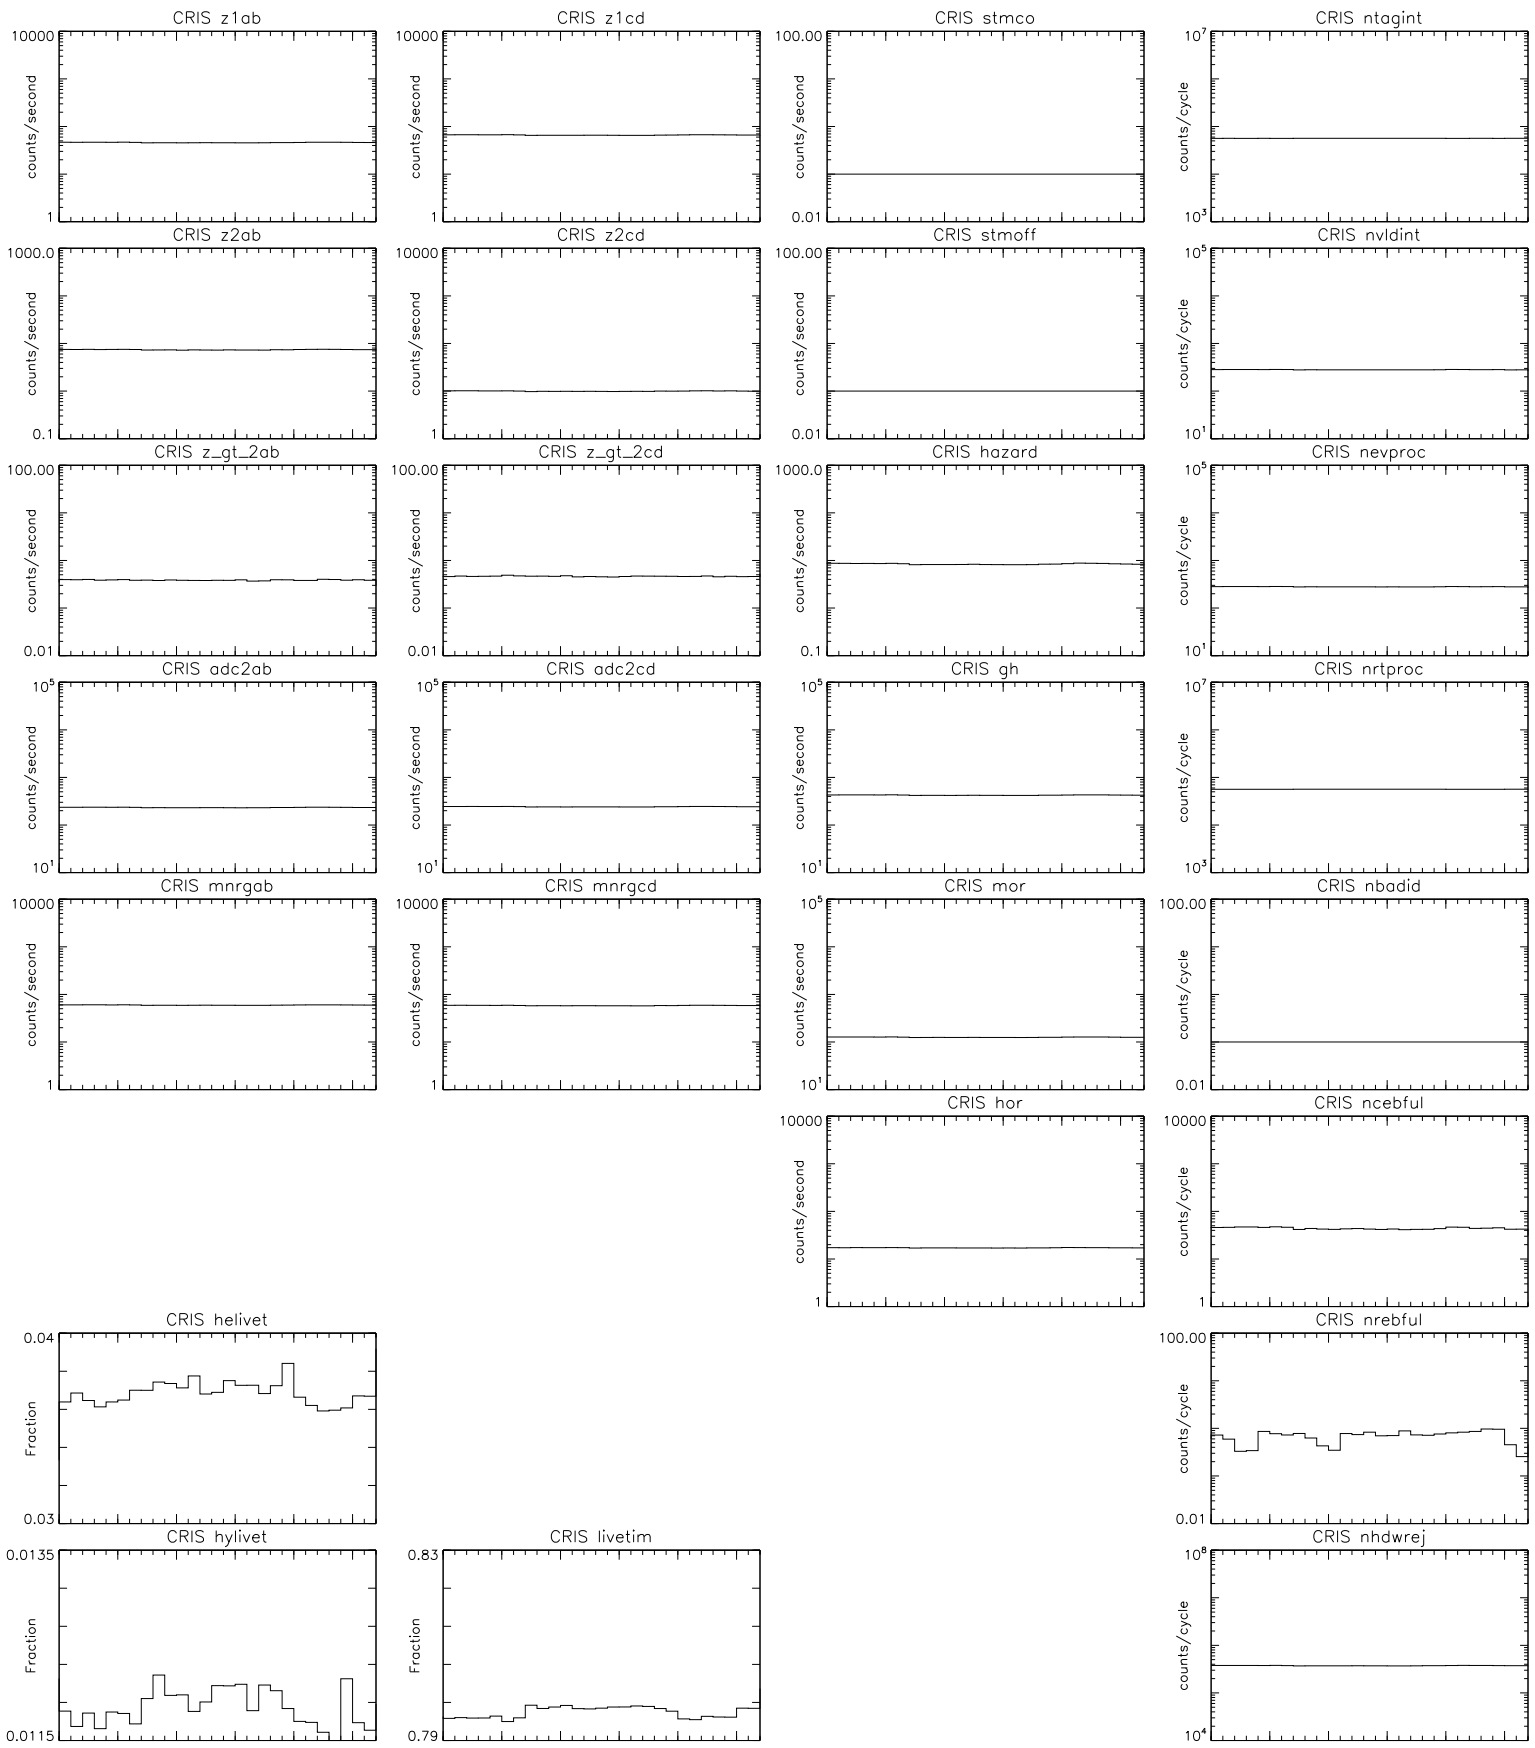 CRIS z1ab
CRIS z1cd
CRIS stmco
CRIS ntagint
10000
counts/second
1
10000
counts/second
1
100.00
counts/second
0.01
10⁷
counts/cycle
10³
CRIS z2ab
CRIS z2cd
CRIS stmoff
CRIS nvldint
1000.0
counts/second
0.1
10000
counts/second
1
100.00
counts/second
0.01
10⁵
counts/cycle
10¹
CRIS z_gt_2ab
CRIS z_gt_2cd
CRIS hazard
CRIS nevproc
100.00
counts/second
0.01
100.00
counts/second
0.01
1000.0
counts/second
0.1
10⁵
counts/cycle
10¹
CRIS adc2ab
CRIS adc2cd
CRIS gh
CRIS nrtproc
10⁵
counts/second
10¹
10⁵
counts/second
10¹
10⁵
counts/second
10¹
10⁷
counts/cycle
10³
CRIS mnrgab
CRIS mnrgcd
CRIS mor
CRIS nbadid
10000
counts/second
1
10000
counts/second
1
10⁵
counts/second
10¹
100.00
counts/cycle
0.01
CRIS hor
CRIS ncebful
10000
counts/second
1
10000
counts/cycle
1
CRIS helivet
CRIS nrebful
0.04
Fraction
0.03
100.00
counts/cycle
0.01
CRIS hylivet
CRIS livetim
CRIS nhdwrej
0.0135
Fraction
0.0115
0.83
Fraction
0.79
10⁸
counts/cycle
10⁴